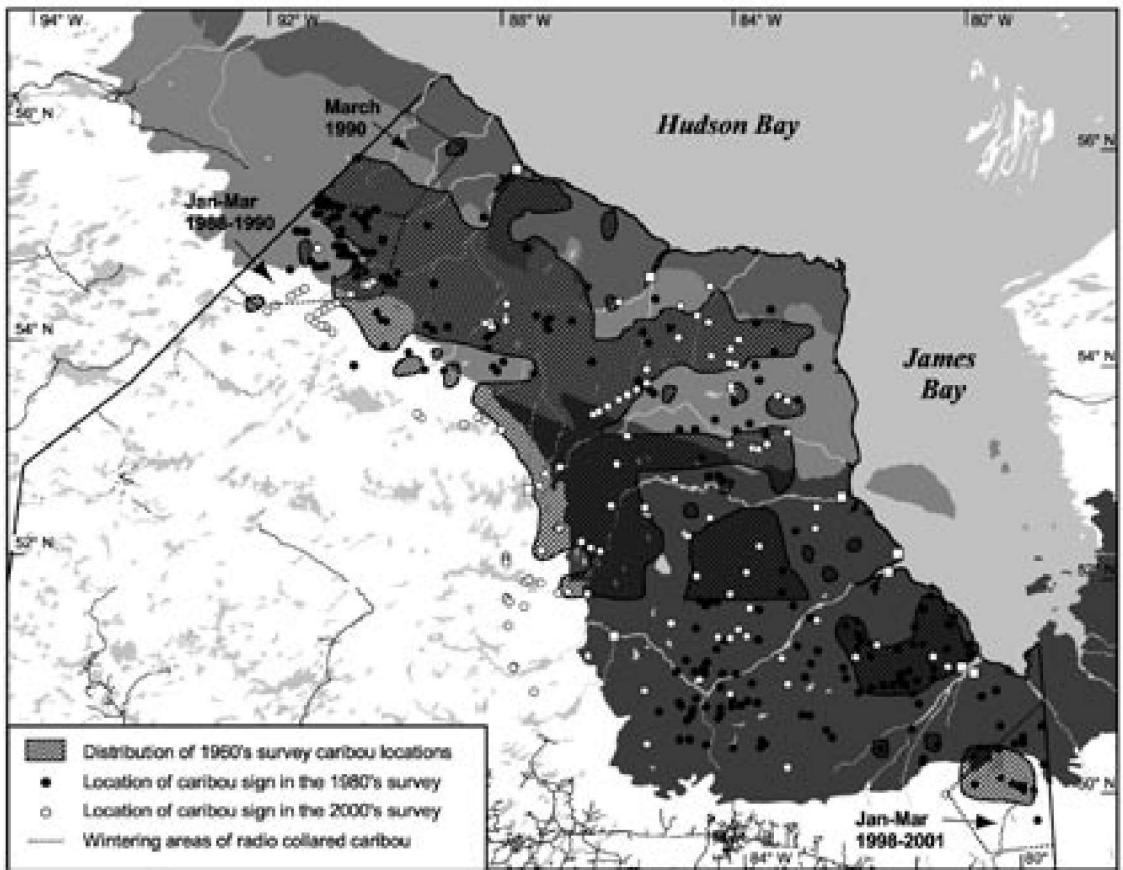 94° W
92° W
88° W
84° W
80° W
56° N
March
1990
Hudson Bay
56° N
Jan-Mar
1988-1990
54° N
James
Bay
54° N
52° N
52° N
50° N
Distribution of 1960's survey caribou locations
Location of caribou sign in the 1980's survey
Location of caribou sign in the 2000's survey
Wintering areas of radio collared caribou
Jan-Mar
1998-2001
84° W
80°